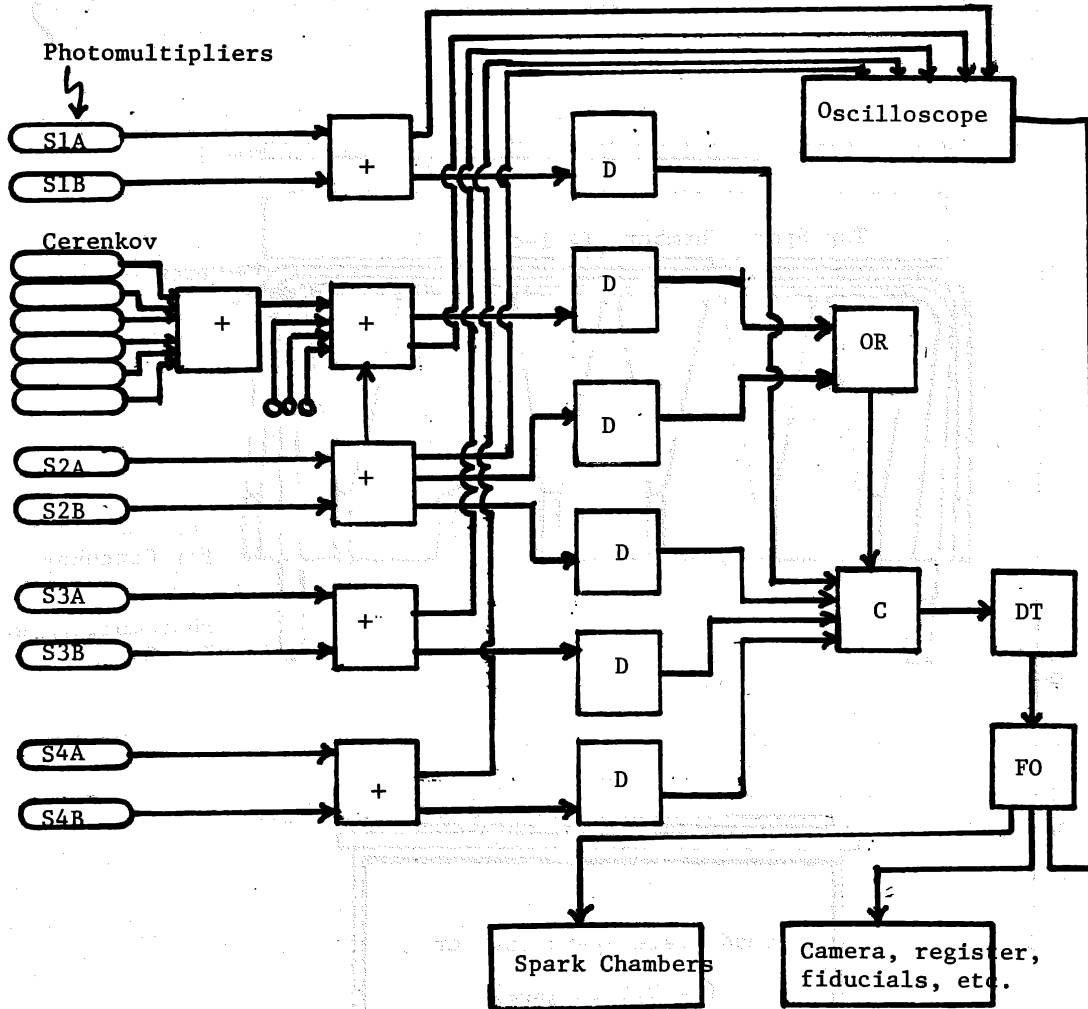 Photomultipliers
Oscilloscope
S1A
+
D
S1B
Cerenkov
D
+
+
OR
D
S2A
+
S2B
D
S3A
+
C
DT
S3B
D
S4A
FO
D
+
S4B
Spark Chambers
Camera, register,
fiducials, etc.